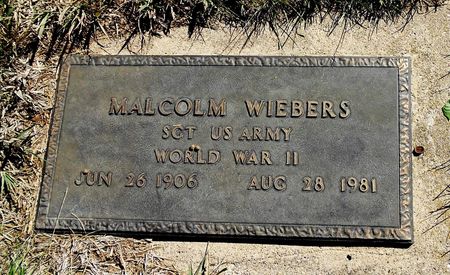 MALCOLM WIEBERS
SGT US ARMY
WORLD WAR II
JUN 26 1906 AUG 28 1981